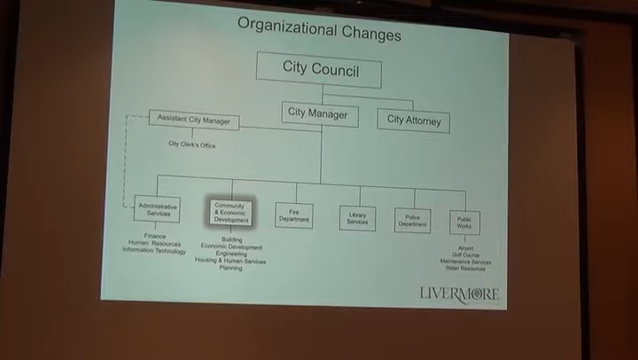 Organizational Changes
City Council
City Manager
City Attorney
Assistant City Manager
City Clerk's Office
Administrative
Services
Finance
Human Resources
Information Technology
Community
& Economic
Development
Building
Economic Development
Engineering
Housing & Human Services
Planning
Fire
Department
Library
Services
Police
Department
Public
Works
Airport
Golf Course
Maintenance Services
Water Resources
LIVERMORE